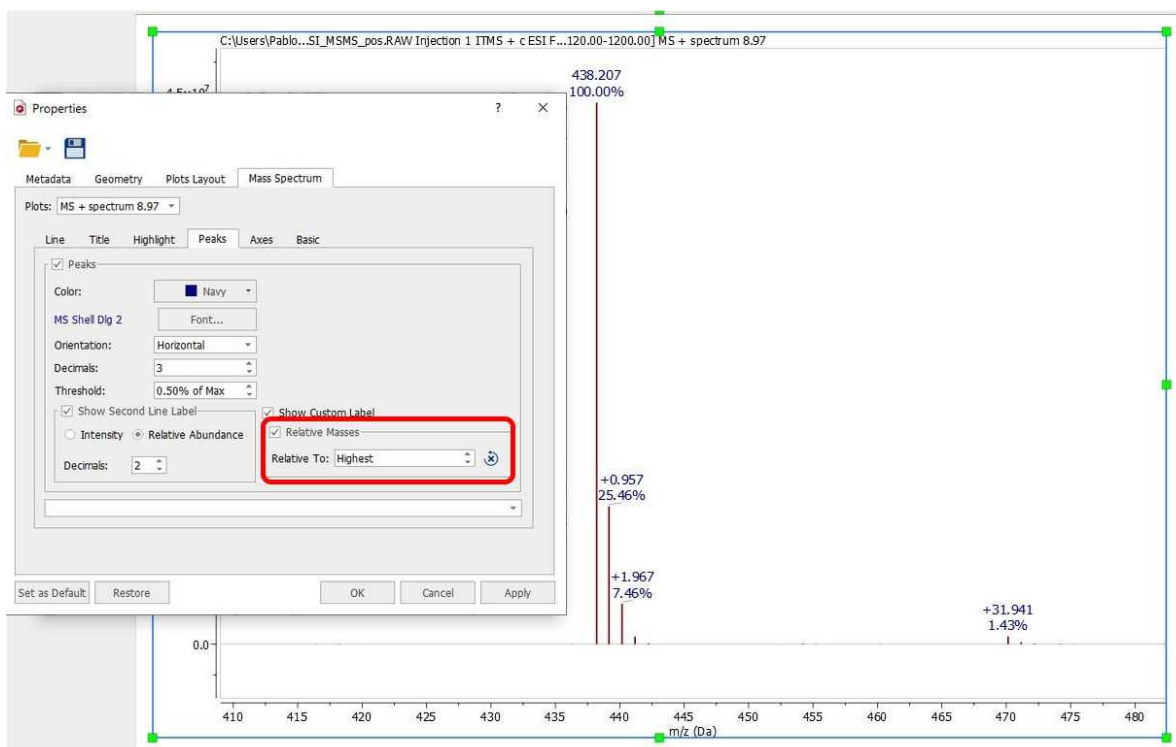 C:\Users\Pablo...SI_MSMS_pos.RAW Injection 1 ITMS + c ESI F...120.00-1200.00] MS + spectrum 8.97
438.207
100.00%
Properties
?
Metadata Geometry Plots Layout Mass Spectrum
Plots: MS + spectrum 8.97
Line Title Highlight Peaks Axes Basic
Peaks
Color: Navy
MS Shell Dlg 2 Font...
Orientation: Horizontal
Decimals: 3
Threshold: 0.50% of Max
Show Second Line Label
Intensity Relative Abundance
Decimals: 2
Show Custom Label
Relative Masses
Relative To: Highest
Set as Default Restore OK Cancel Apply
+0.957
25.46%
+1.967
7.46%
+31.941
1.43%
0.0
410 415 420 425 430 435 440 445 450 455 460 465 470 475 480
m/z (Da)